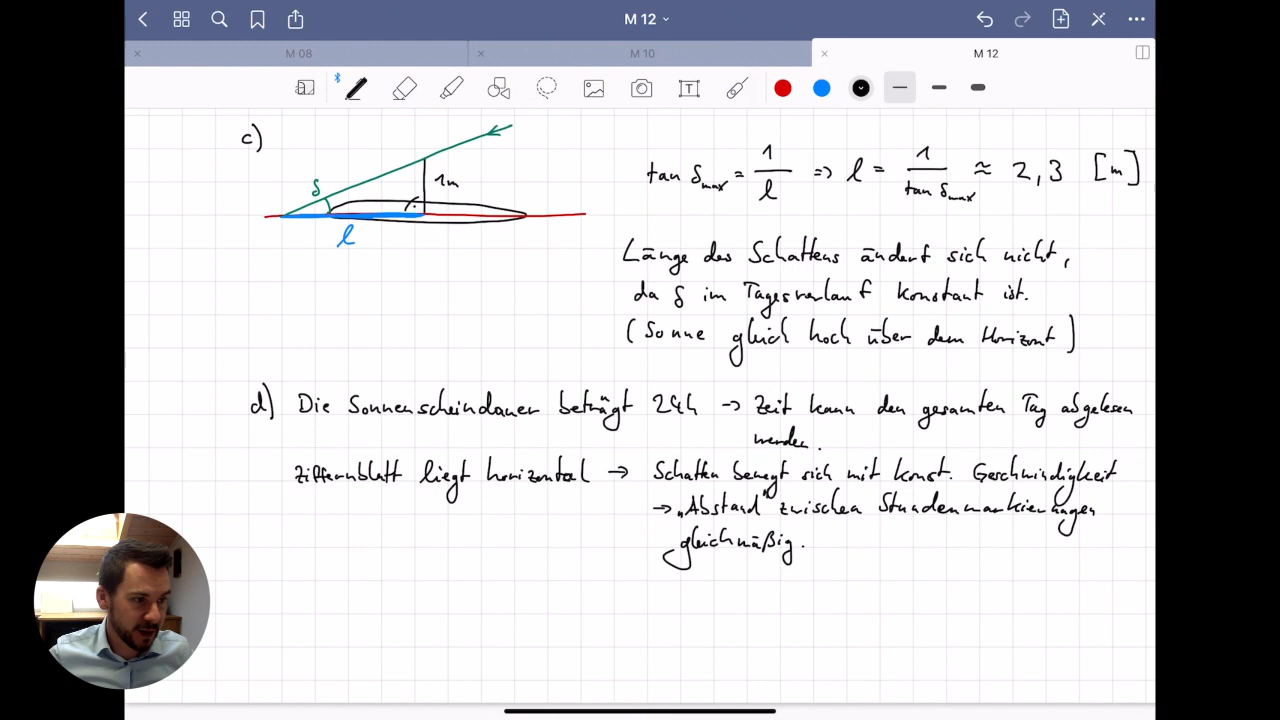 M 12
M 08
M 10
M 12
T
c)
δ
1m
l
tan δmax = 1/l ⇒ l = 1/tan δmax ≈ 2,3 [m]
Länge des Schattens ändert sich nicht,
da δ im Tagesverlauf konstant ist.
(Sonne gleich hoch über dem Horizont)
d) Die Sonnenscheindauer beträgt 24h → Zeit kann den gesamten Tag abgelesen
werden.
Ziffernblatt liegt horizontal → Schatten bewegt sich mit konst. Geschwindigkeit
→ „Abstand" zwischen Stundenmarkierungen
gleichmäßig.